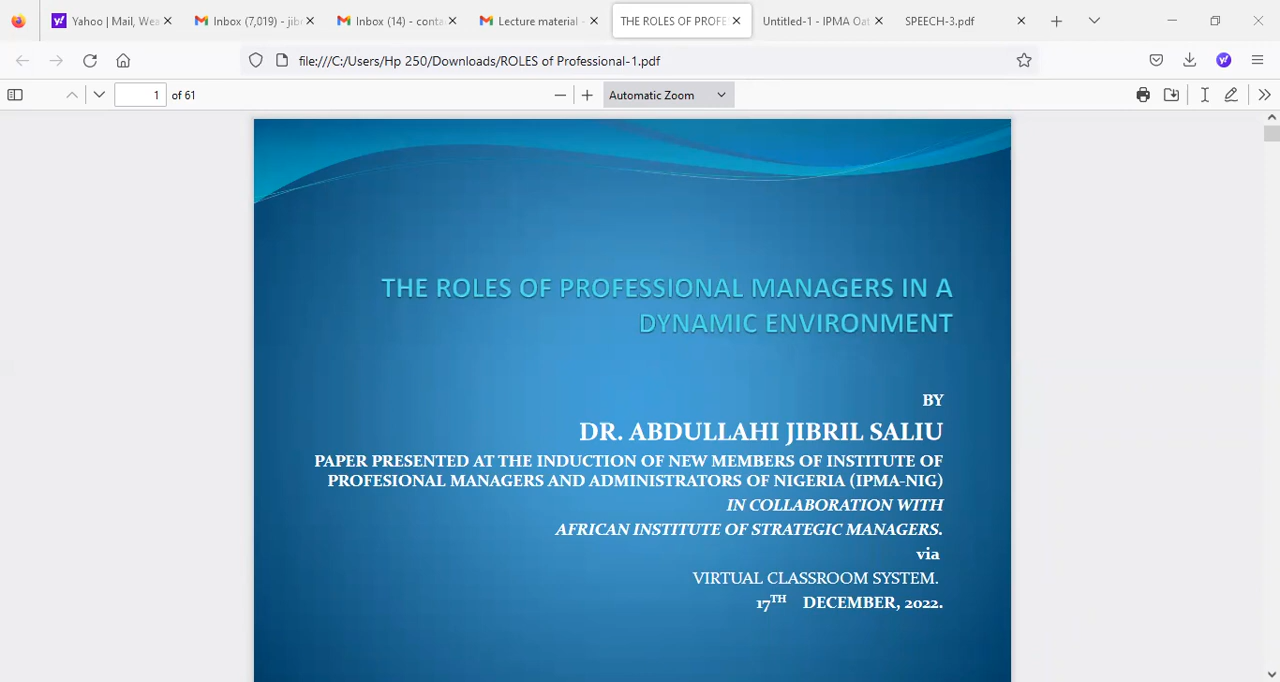 Yahoo | Mail, Wea
Inbox (7,019) - jib
Inbox (14) - conta
Lecture material -
THE ROLES OF PROFE
Untitled-1 - IPMA Oat
SPEECH-3.pdf
file:///C:/Users/Hp 250/Downloads/ROLES of Professional-1.pdf
1 of 61
Automatic Zoom
THE ROLES OF PROFESSIONAL MANAGERS IN A
DYNAMIC ENVIRONMENT
BY
DR. ABDULLAHI JIBRIL SALIU
PAPER PRESENTED AT THE INDUCTION OF NEW MEMBERS OF INSTITUTE OF
PROFESIONAL MANAGERS AND ADMINISTRATORS OF NIGERIA (IPMA-NIG)
IN COLLABORATION WITH
AFRICAN INSTITUTE OF STRATEGIC MANAGERS.
via
VIRTUAL CLASSROOM SYSTEM.
17TH DECEMBER, 2022.